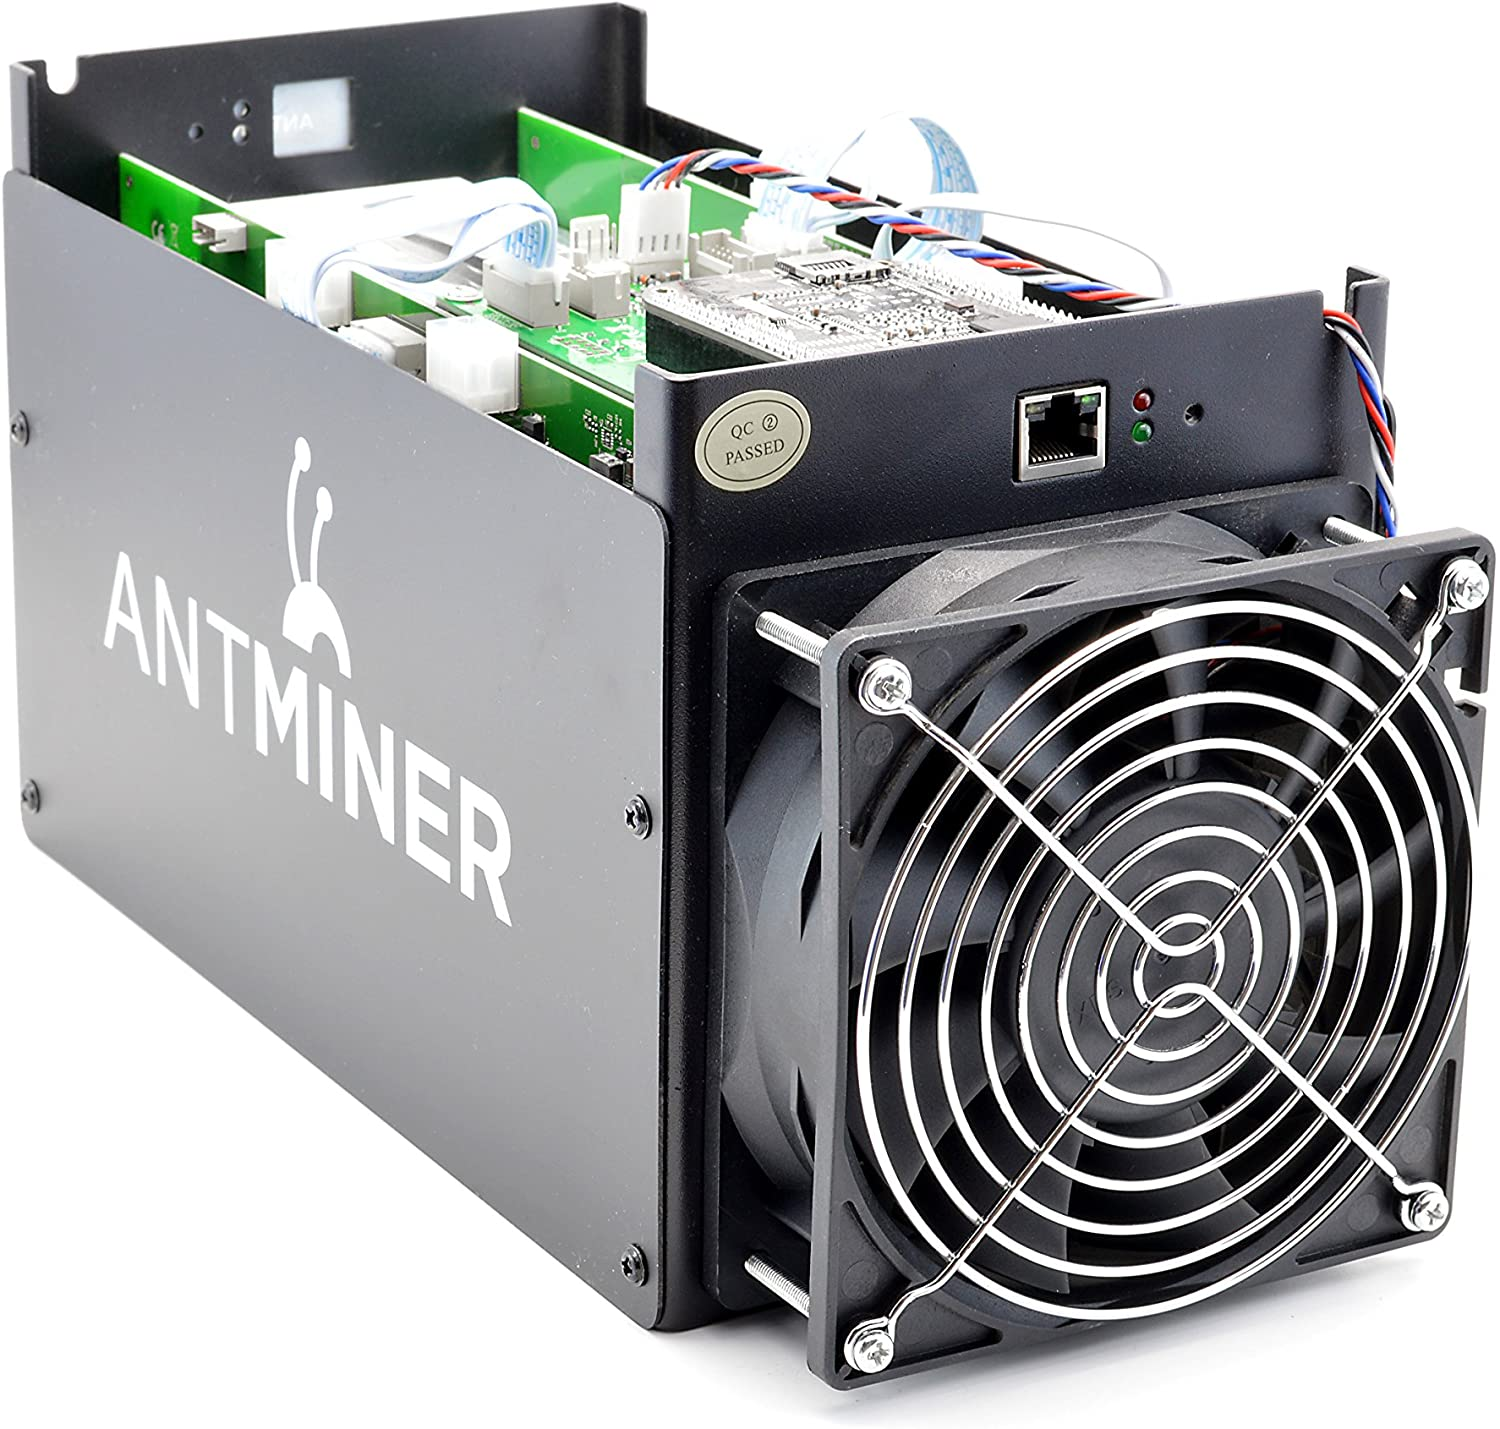 ANTMINER
QC ②
PASSED